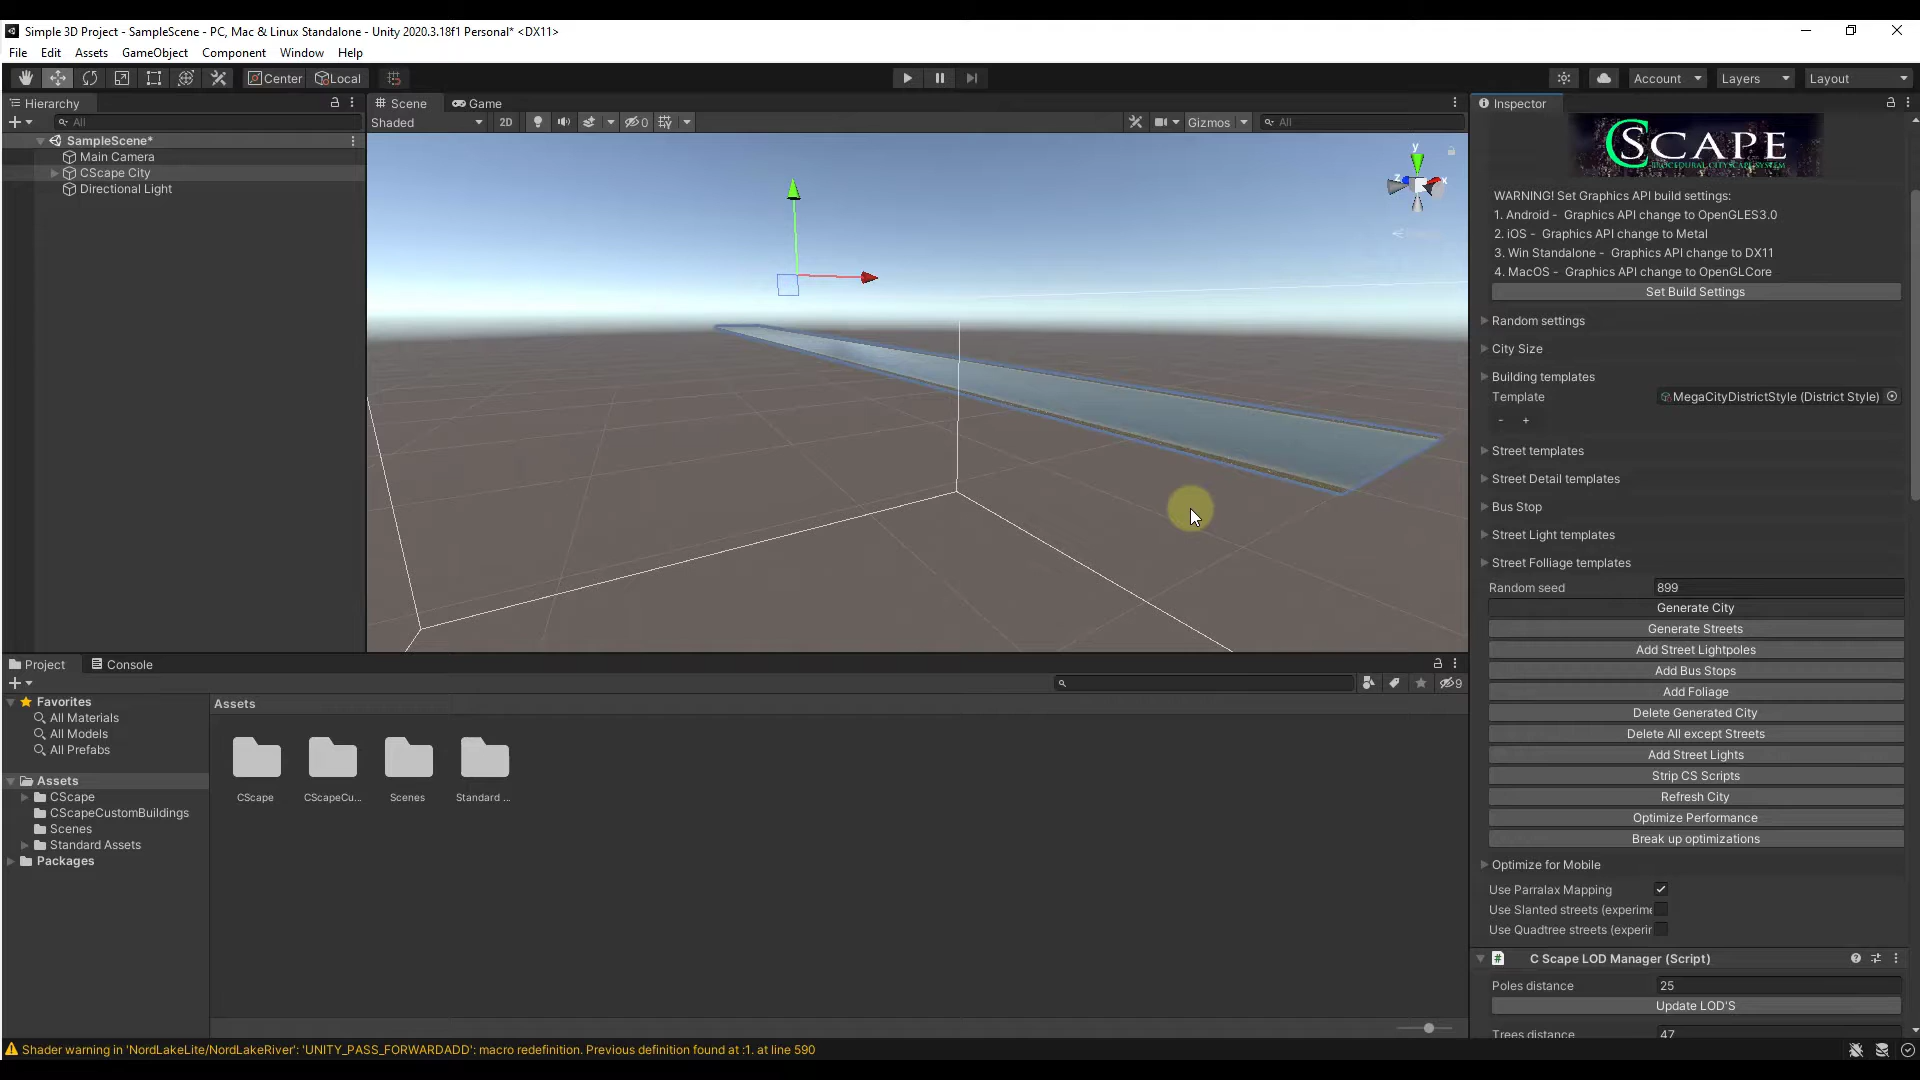 Simple 3D Project - SampleScene - PC, Mac & Linux Standalone - Unity 2020.3.18f1 Personal* <DX11>
File Edit Assets GameObject Component Window Help
Center Local Account Layers Layout
Hierarchy
All
SampleScene*
Main Camera
CScape City
Directional Light
Scene Game
Shaded 2D 0 Gizmos All
y
x
z
Inspector
CSCAPE
PROCEDURAL CITYSCAPE SYSTEM
WARNING! Set Graphics API build settings:
1. Android - Graphics API change to OpenGLES3.0
2. iOS - Graphics API change to Metal
3. Win Standalone - Graphics API change to DX11
4. MacOS - Graphics API change to OpenGLCore
Set Build Settings
Random settings
City Size
Building templates
Template MegaCityDistrictStyle (District Style)
- +
Street templates
Street Detail templates
Bus Stop
Street Light templates
Street Folliage templates
Random seed 899
Generate City
Generate Streets
Add Street Lightpoles
Add Bus Stops
Add Foliage
Delete Generated City
Delete All except Streets
Add Street Lights
Strip CS Scripts
Refresh City
Optimize Performance
Break up optimizations
Optimize for Mobile
Use Parralax Mapping
Use Slanted streets (experime
Use Quadtree streets (experir
C Scape LOD Manager (Script)
Poles distance 25
Update LOD'S
Trees distance 47
Project Console
9
Favorites
All Materials
All Models
All Prefabs
Assets
CScape
CScapeCustomBuildings
Scenes
Standard Assets
Packages
Assets
CScape CScapeCu... Scenes Standard ...
Shader warning in 'NordLakeLite/NordLakeRiver': 'UNITY_PASS_FORWARDADD': macro redefinition. Previous definition found at :1. at line 590